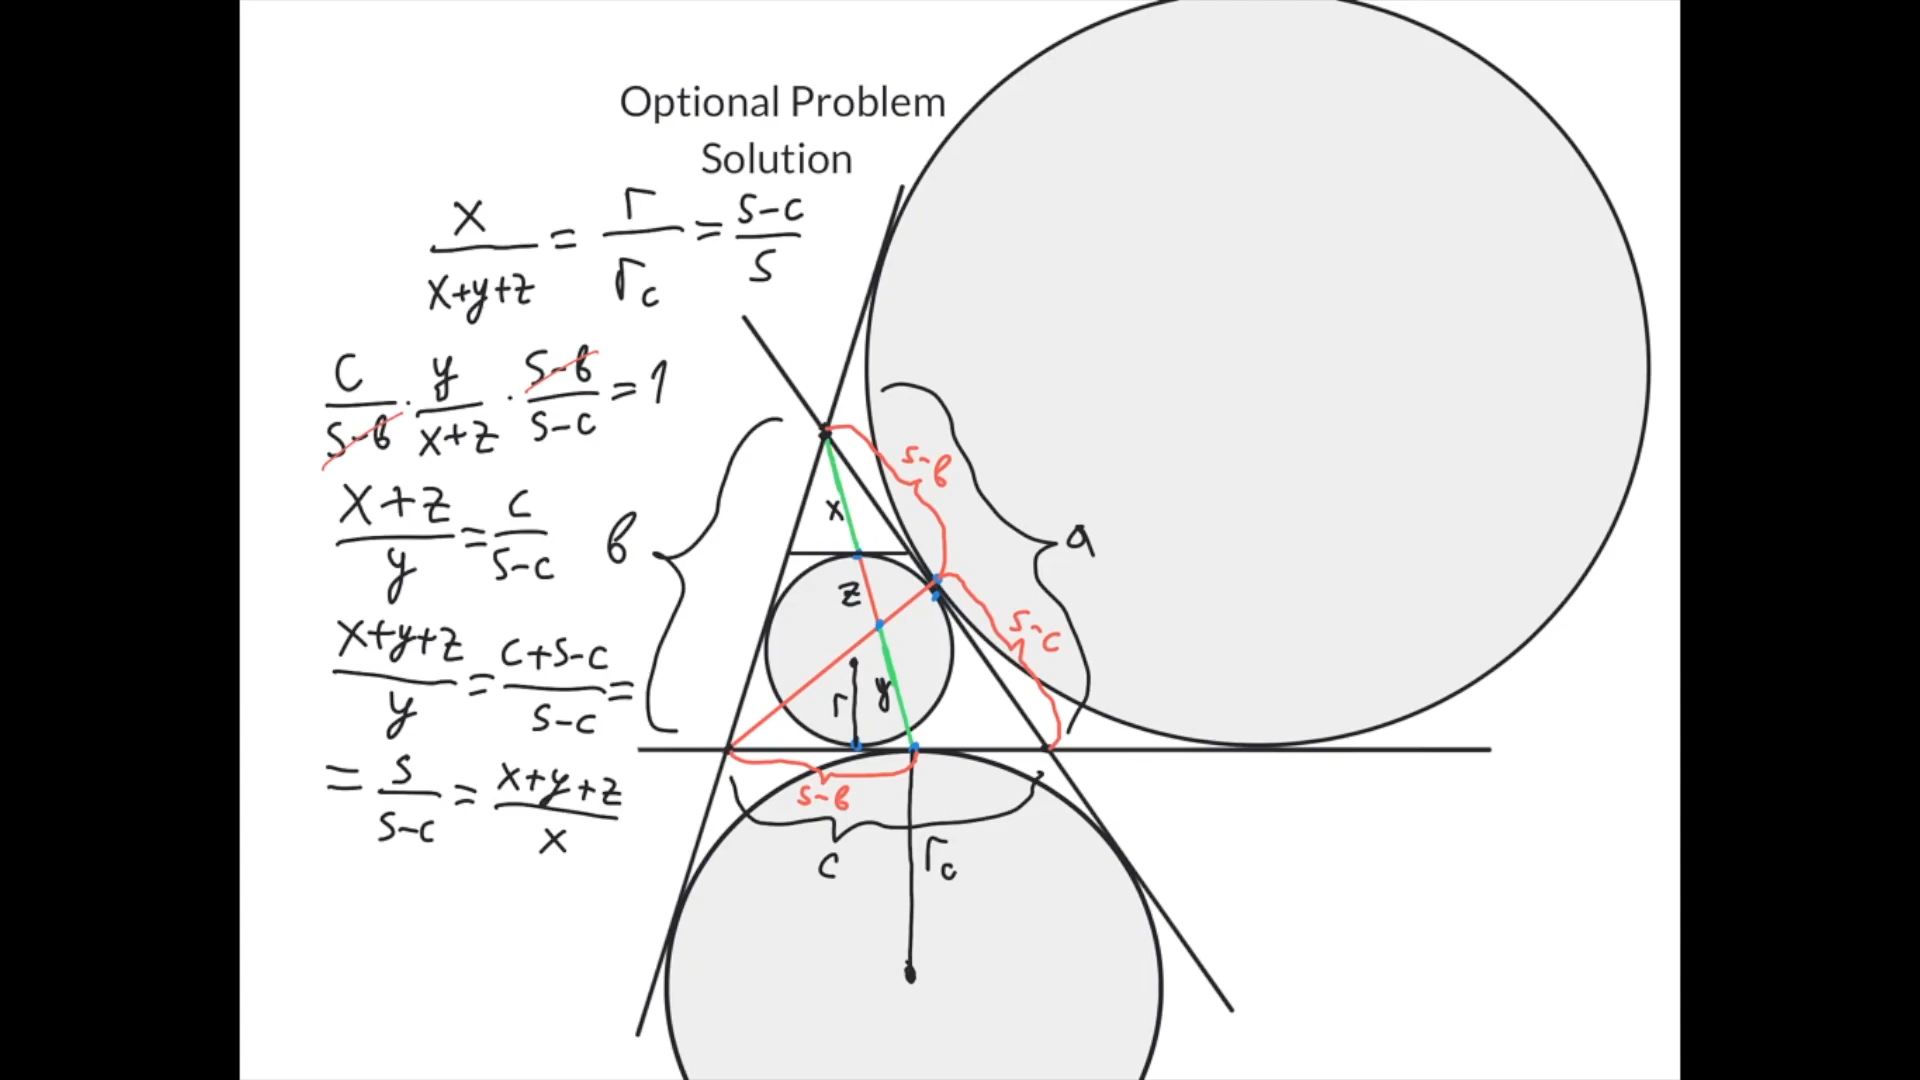 Optional Problem
Solution
x/(x+y+z) = r/r_c = (s-c)/s
c/(s-b) · y/(x+z) · (s-b)/(s-c) = 1
(x+z)/y = c/(s-c)
(x+y+z)/y = (c+s-c)/(s-c) =
= s/(s-c) = (x+y+z)/x
b
s-b
a
x
z
s-c
r
y
s-b
c
r_c